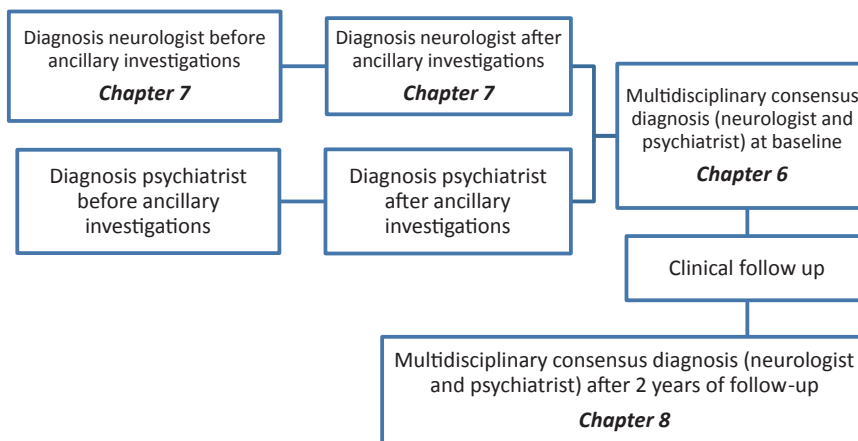 Diagnosis neurologist before
ancillary investigations
Chapter 7
Diagnosis neurologist after
ancillary investigations
Chapter 7
Multidisciplinary consensus
diagnosis (neurologist and
psychiatrist) at baseline
Chapter 6
Diagnosis psychiatrist
before ancillary
investigations
Diagnosis psychiatrist
after ancillary
investigations
Clinical follow up
Multidisciplinary consensus diagnosis (neurologist
and psychiatrist) after 2 years of follow-up
Chapter 8